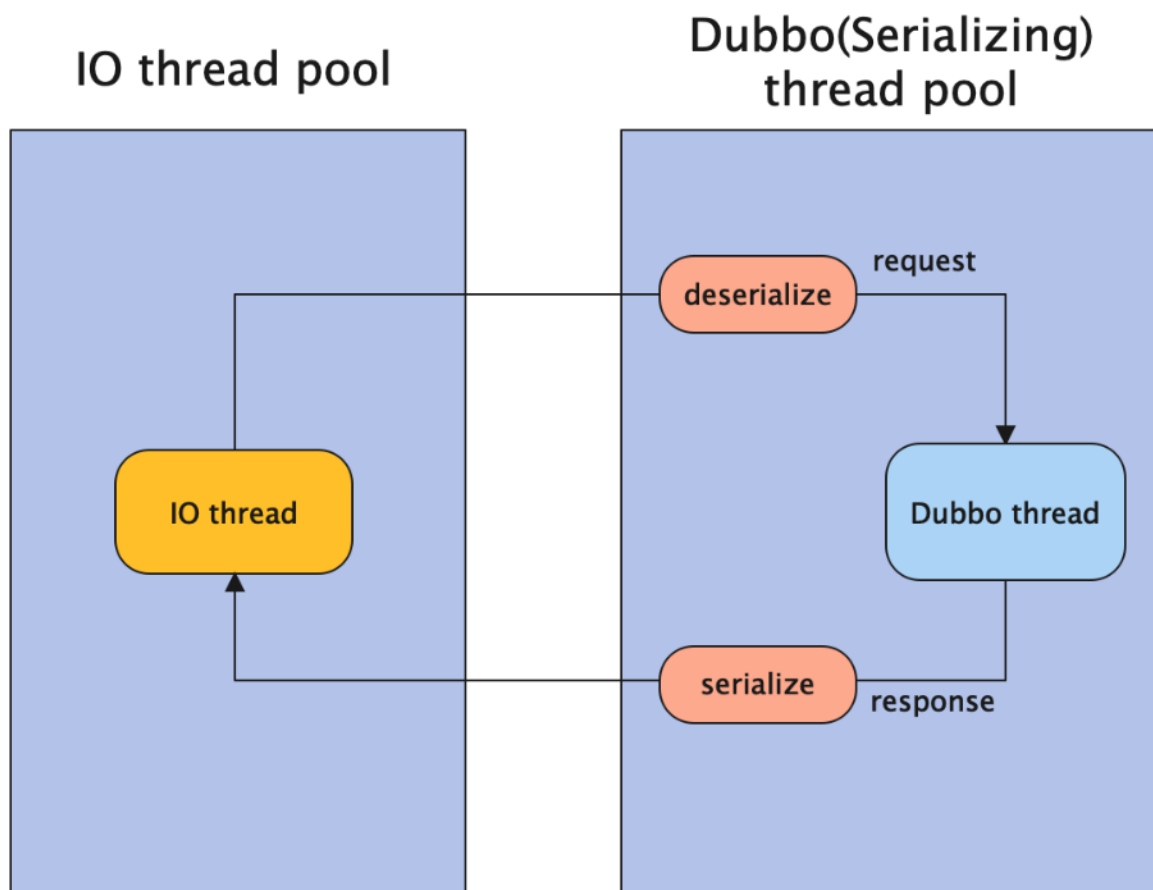 IO thread pool
Dubbo(Serializing)
thread pool
request
deserialize
IO thread
Dubbo thread
serialize
response